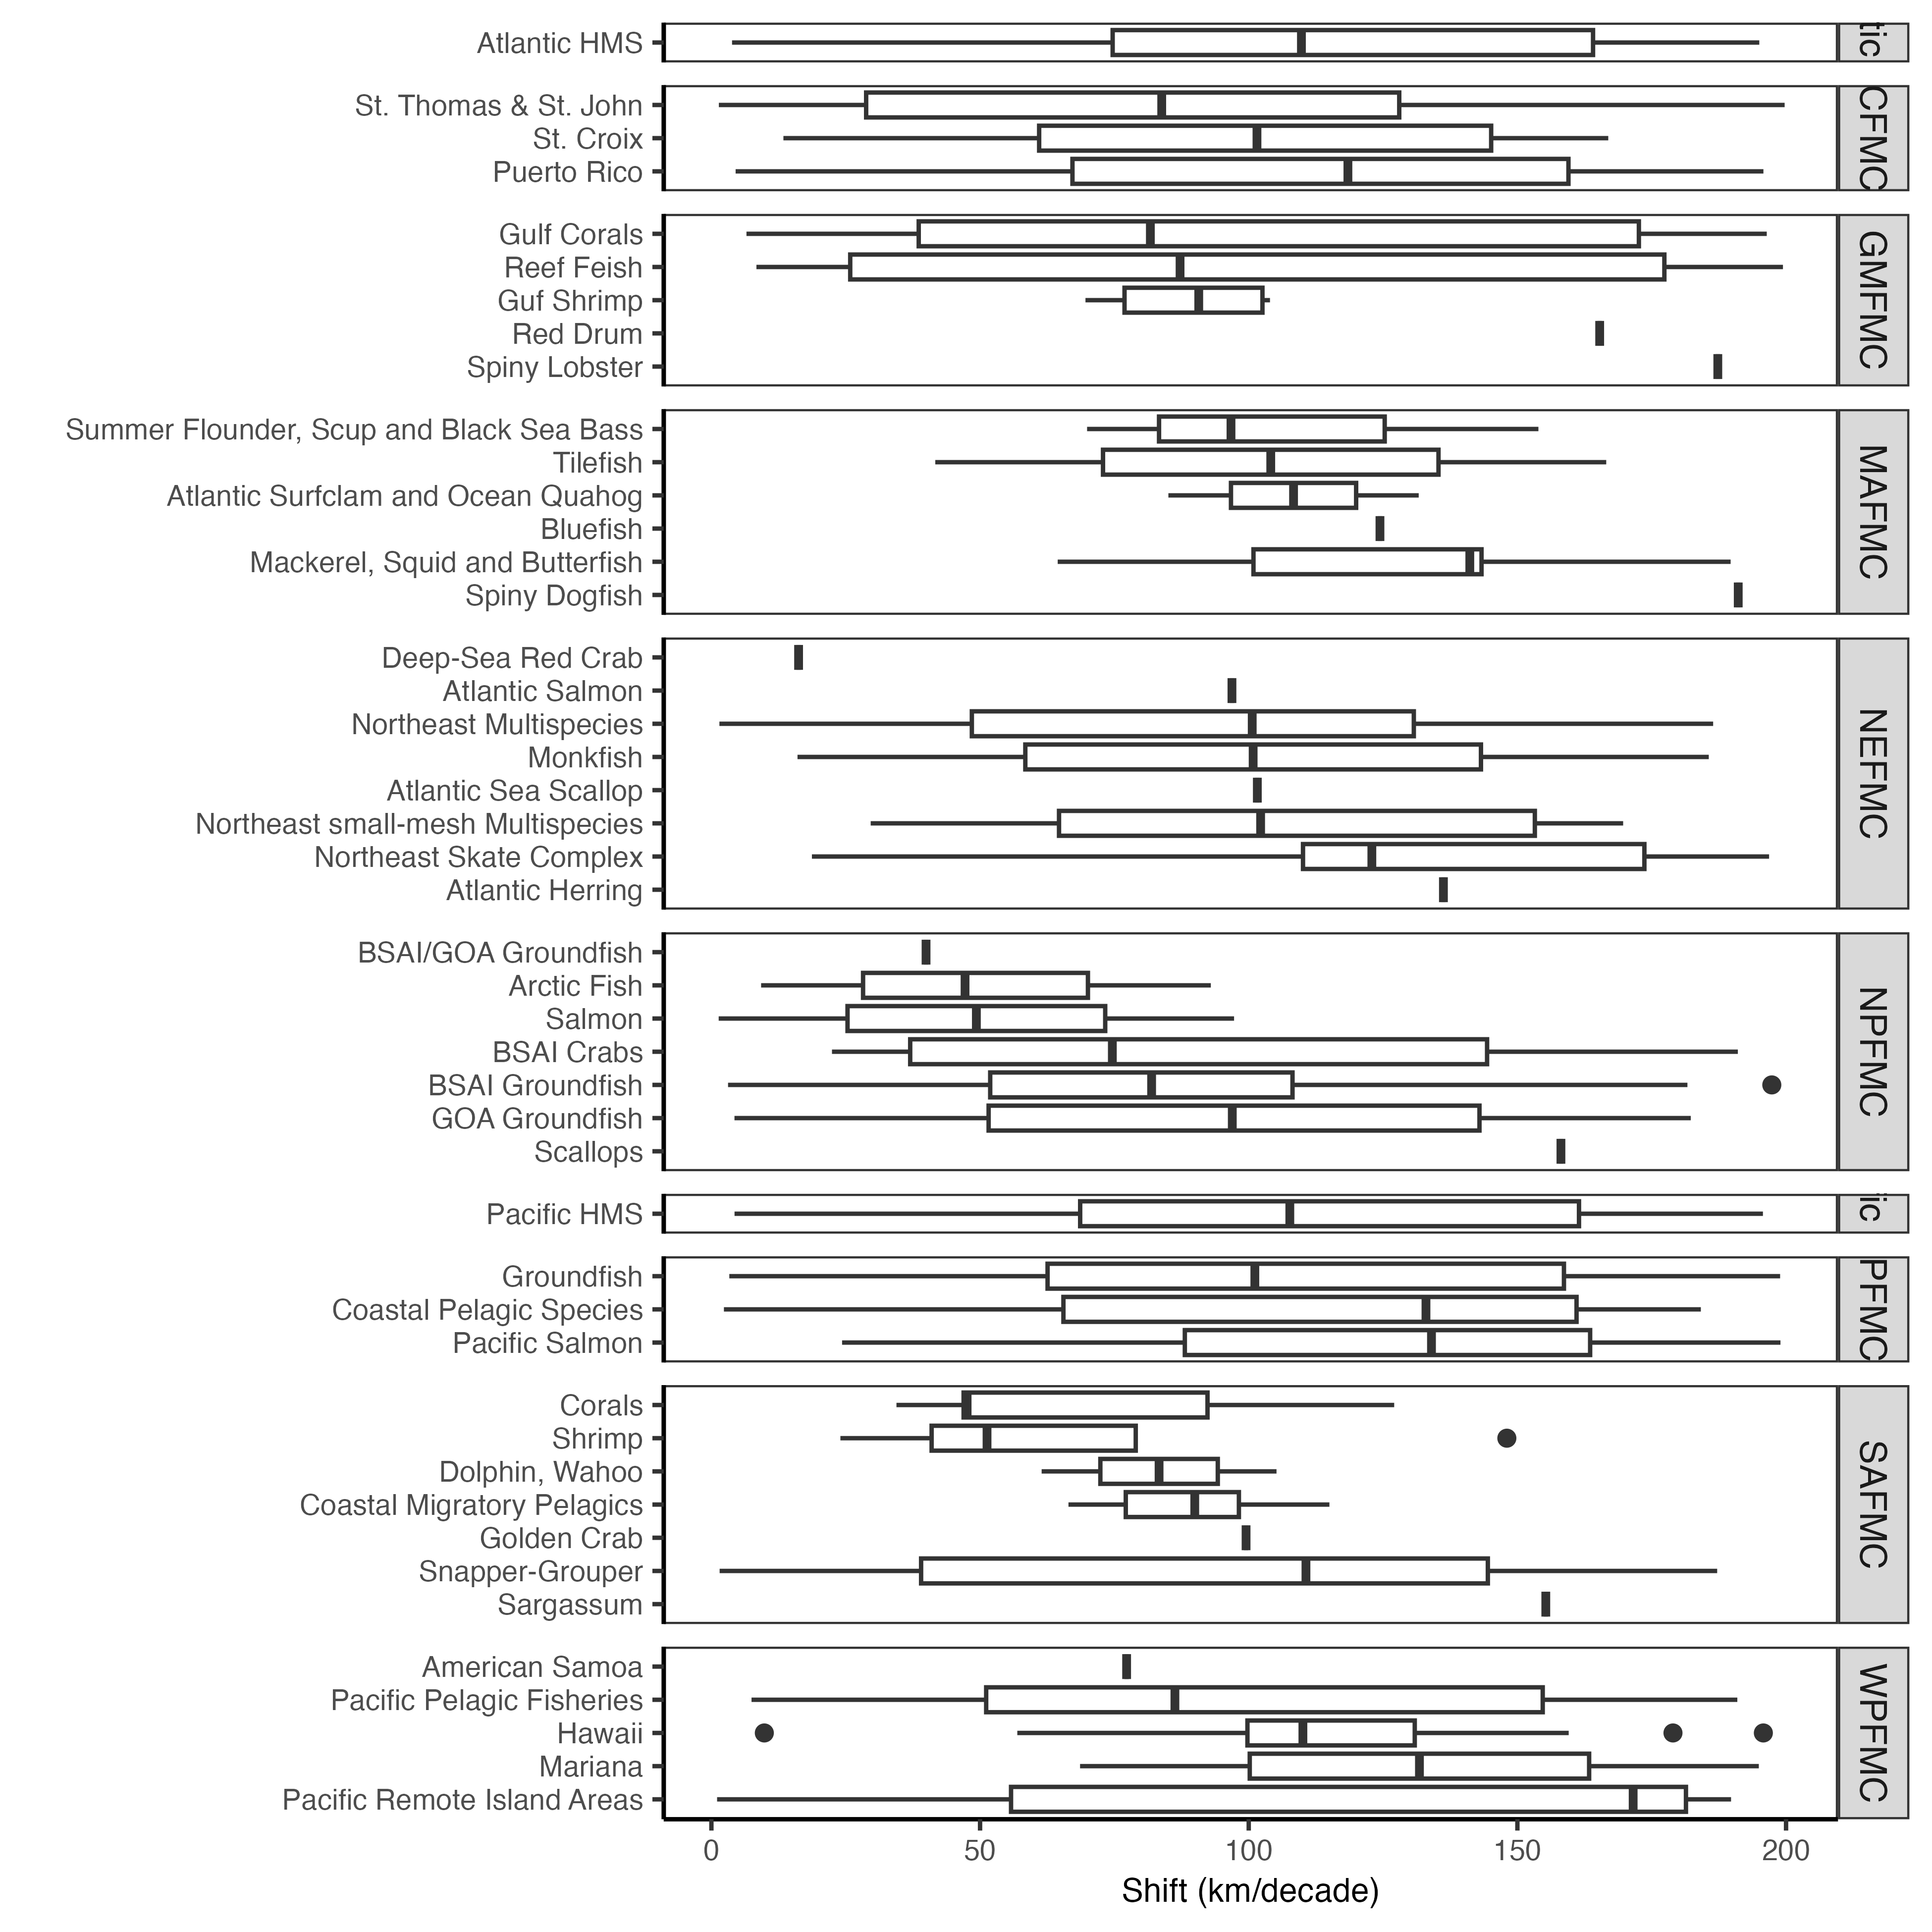 Atlantic HMS
tic
St. Thomas & St. John
St. Croix
Puerto Rico
CFMC
Gulf Corals
Reef Feish
Guf Shrimp
Red Drum
Spiny Lobster
GMFMC
Summer Flounder, Scup and Black Sea Bass
Tilefish
Atlantic Surfclam and Ocean Quahog
Bluefish
Mackerel, Squid and Butterfish
Spiny Dogfish
MAFMC
Deep-Sea Red Crab
Atlantic Salmon
Northeast Multispecies
Monkfish
Atlantic Sea Scallop
Northeast small-mesh Multispecies
Northeast Skate Complex
Atlantic Herring
NEFMC
BSAI/GOA Groundfish
Arctic Fish
Salmon
BSAI Crabs
BSAI Groundfish
GOA Groundfish
Scallops
NPFMC
Pacific HMS
ic
Groundfish
Coastal Pelagic Species
Pacific Salmon
PFMC
Corals
Shrimp
Dolphin, Wahoo
Coastal Migratory Pelagics
Golden Crab
Snapper-Grouper
Sargassum
SAFMC
American Samoa
Pacific Pelagic Fisheries
Hawaii
Mariana
Pacific Remote Island Areas
WPFMC
0 50 100 150 200
Shift (km/decade)